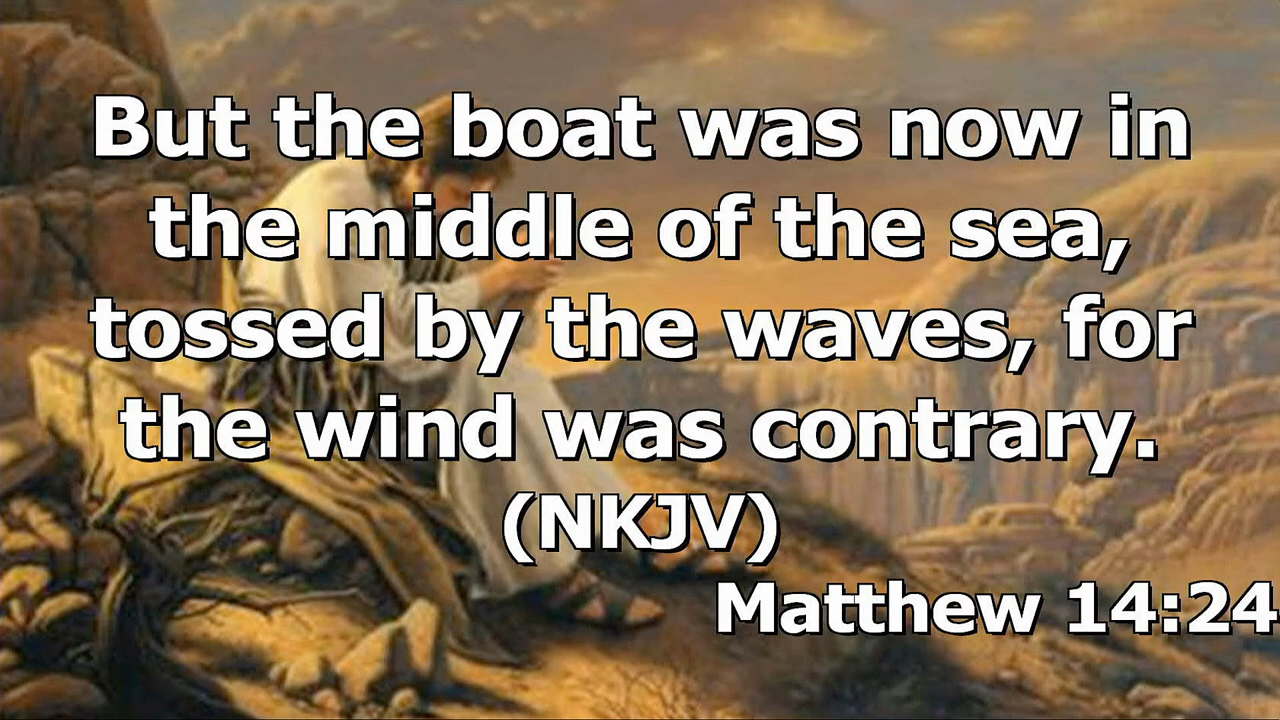 But the boat was now in
the middle of the sea,
tossed by the waves, for
the wind was contrary.
(NKJV)
Matthew 14:24